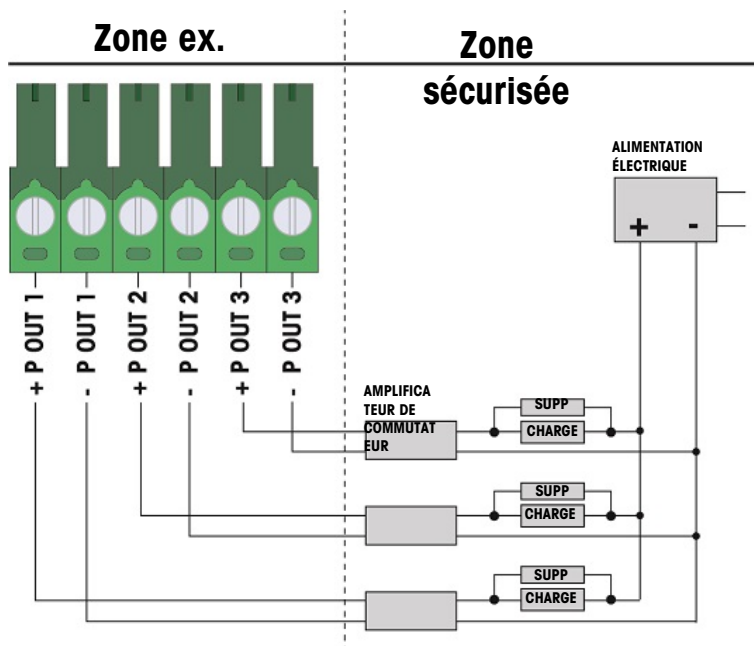 Zone ex.
Zone
sécurisée
ALIMENTATION
ÉLECTRIQUE
+ -
+ P OUT 1
- P OUT 1
+ P OUT 2
- P OUT 2
+ P OUT 3
- P OUT 3
AMPLIFICA
TEUR DE
COMMUTAT
EUR
SUPP
CHARGE
SUPP
CHARGE
SUPP
CHARGE